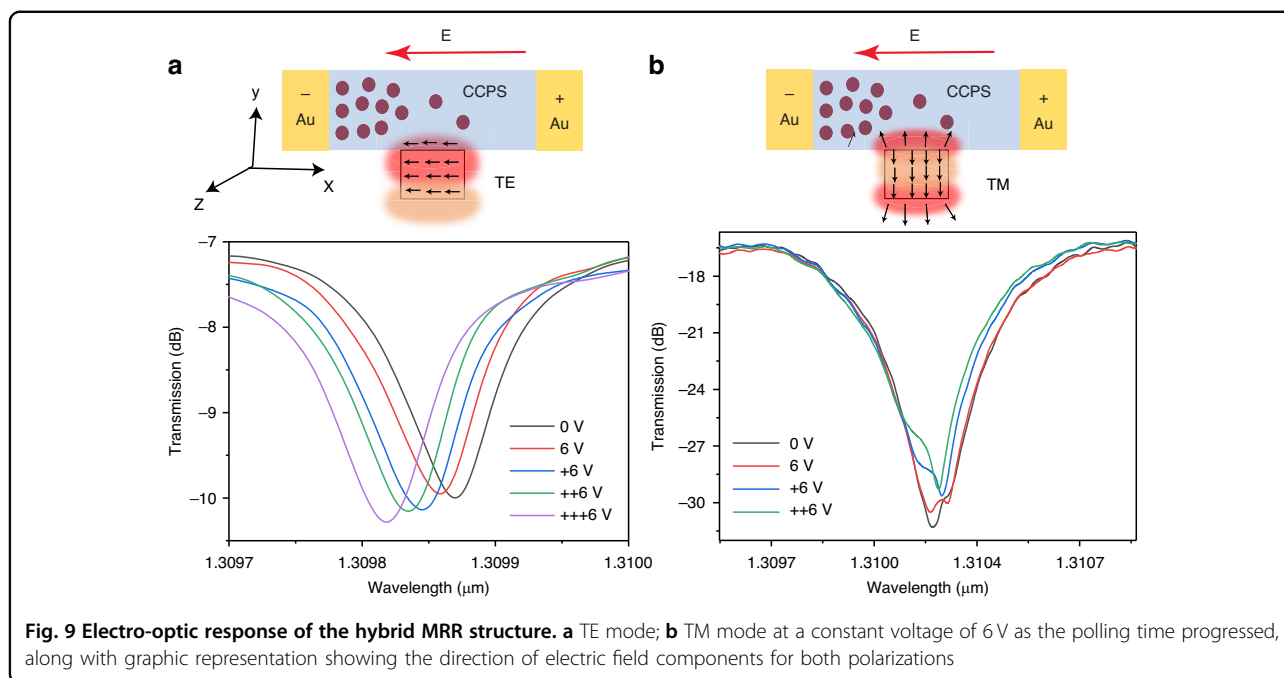 a
E
–
Au
CCPS
+
Au
y
X
Z
TE
–7
–8
–9
–10
Transmission (dB)
0 V
6 V
+6 V
++6 V
+++6 V
1.3097
1.3098
1.3099
1.3100
Wavelength (μm)
b
E
–
Au
CCPS
+
Au
TM
–18
–21
–24
–27
–30
Transmission (dB)
0 V
6 V
+6 V
++6 V
1.3097
1.3100
1.3104
1.3107
Wavelength (μm)
Fig. 9 Electro-optic response of the hybrid MRR structure. a TE mode; b TM mode at a constant voltage of 6 V as the polling time progressed,
along with graphic representation showing the direction of electric field components for both polarizations